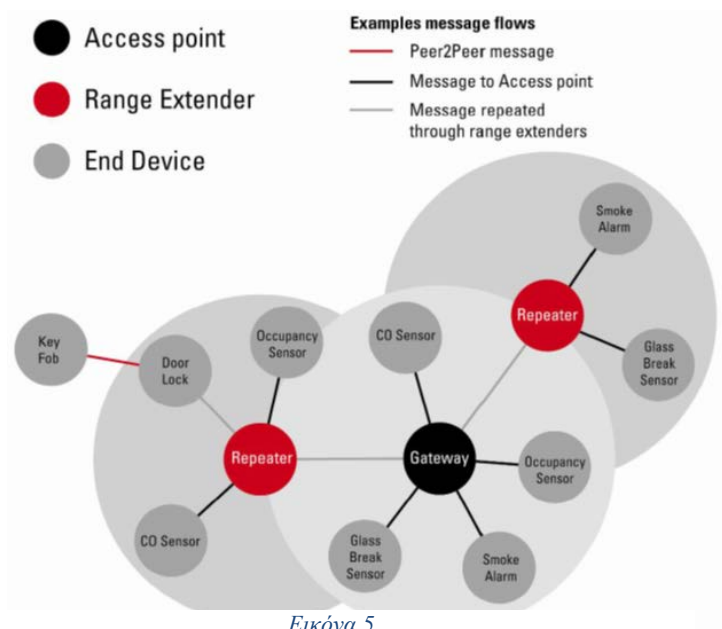 Access point
Range Extender
End Device
Examples message flows
Peer2Peer message
Message to Access point
Message repeated
through range extenders
Smoke
Alarm
Repeater
Glass
Break
Sensor
Key
Fob
Door
Lock
Occupancy
Sensor
CO Sensor
Repeater
Gateway
Occupancy
Sensor
CO Sensor
Glass
Break
Sensor
Smoke
Alarm
Εικόνα 5